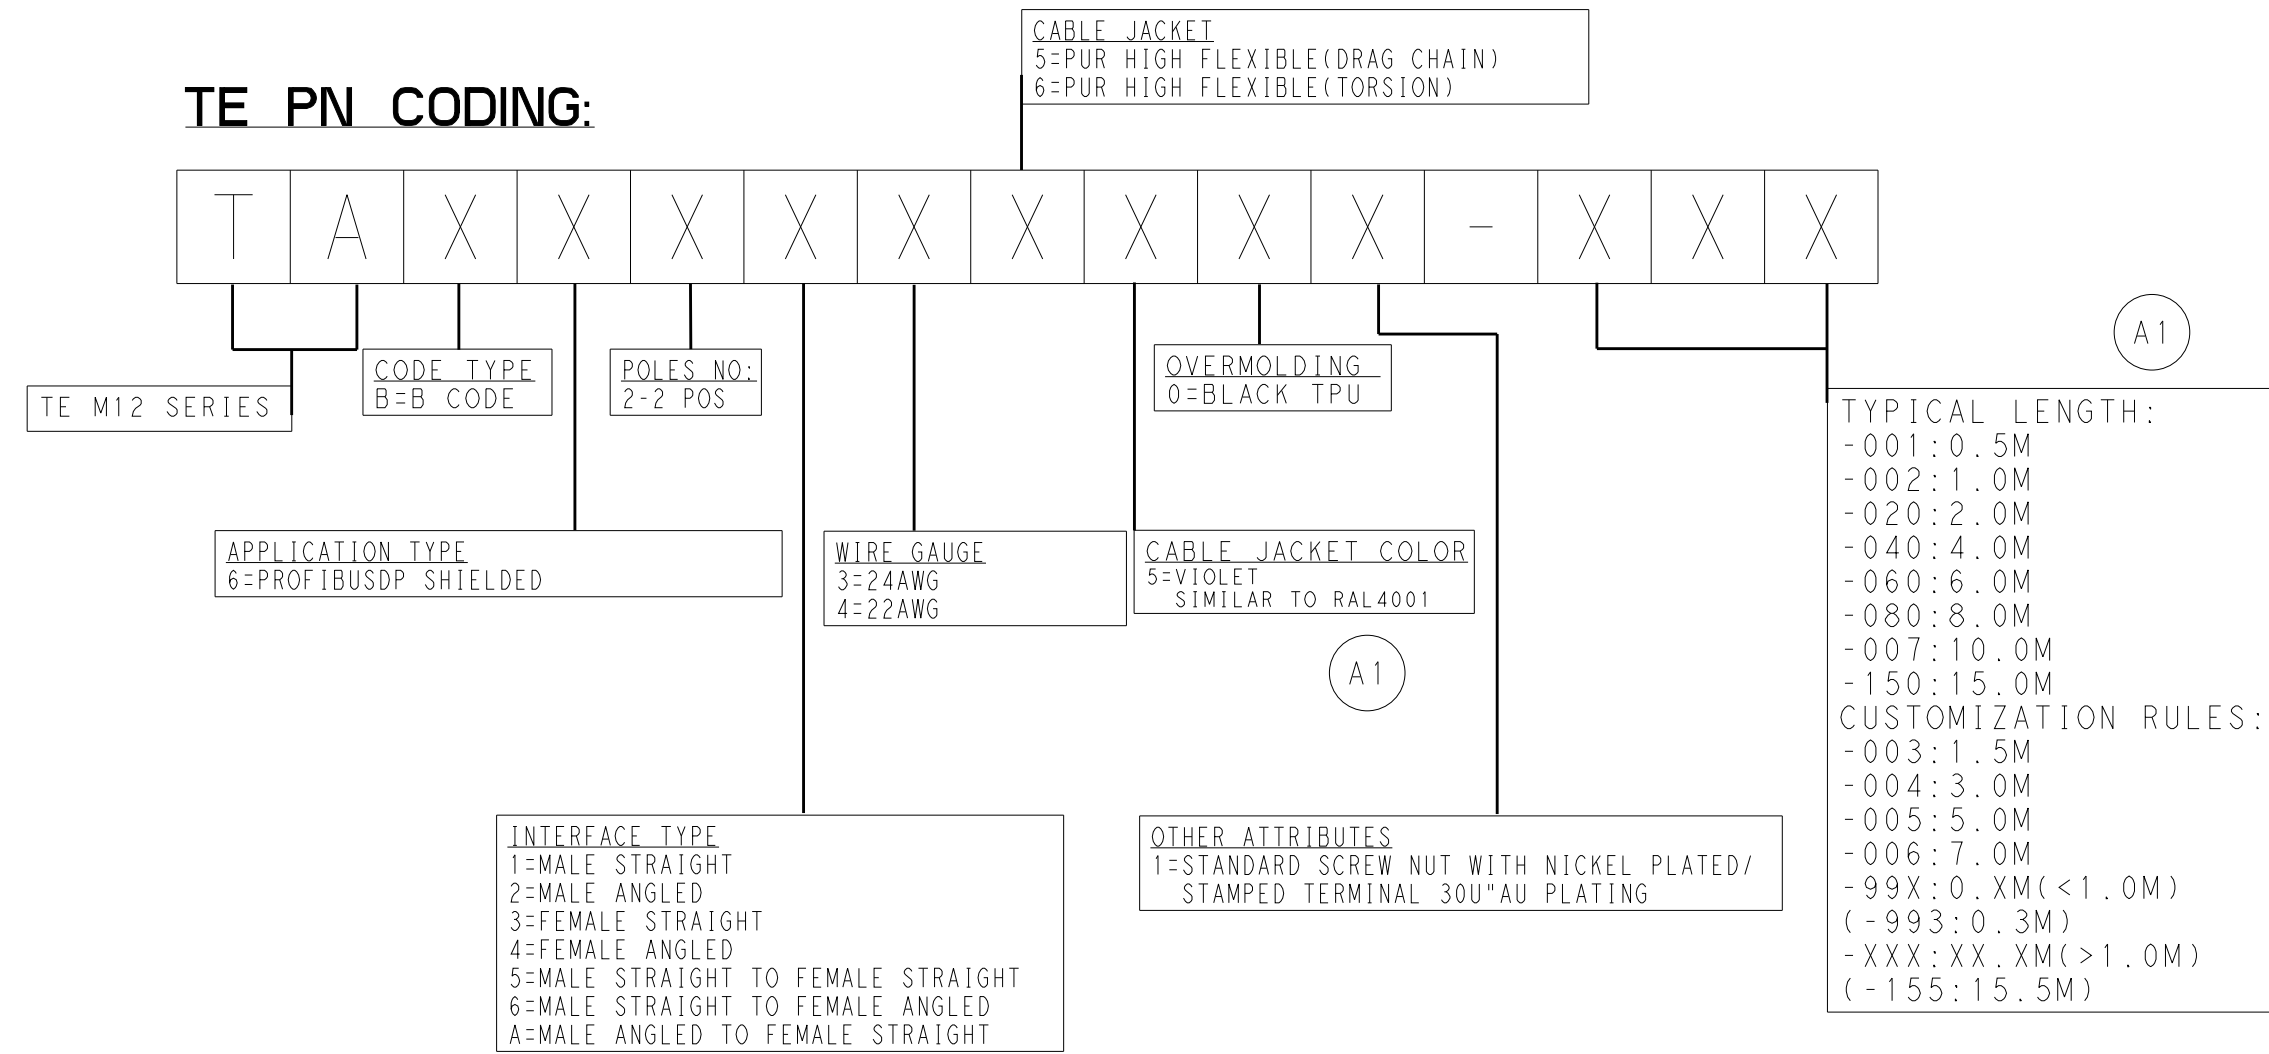 CABLE JACKET
5=PUR HIGH FLEXIBLE(DRAG CHAIN)
6=PUR HIGH FLEXIBLE(TORSION)
TE PN CODING:
T A X X X X X X X X X - X X X
A1
TE M12 SERIES
CODE TYPE
B=B CODE
POLES NO:
2-2 POS
OVERMOLDING
0=BLACK TPU
APPLICATION TYPE
6=PROFIBUSDP SHIELDED
WIRE GAUGE
3=24AWG
4=22AWG
CABLE JACKET COLOR
5=VIOLET
SIMILAR TO RAL4001
A1
INTERFACE TYPE
1=MALE STRAIGHT
2=MALE ANGLED
3=FEMALE STRAIGHT
4=FEMALE ANGLED
5=MALE STRAIGHT TO FEMALE STRAIGHT
6=MALE STRAIGHT TO FEMALE ANGLED
A=MALE ANGLED TO FEMALE STRAIGHT
OTHER ATTRIBUTES
1=STANDARD SCREW NUT WITH NICKEL PLATED/
STAMPED TERMINAL 30U"AU PLATING
TYPICAL LENGTH:
-001:0.5M
-002:1.0M
-020:2.0M
-040:4.0M
-060:6.0M
-080:8.0M
-007:10.0M
-150:15.0M
CUSTOMIZATION RULES:
-003:1.5M
-004:3.0M
-005:5.0M
-006:7.0M
-99X:0.XM(<1.0M)
(-993:0.3M)
-XXX:XX.XM(>1.0M)
(-155:15.5M)